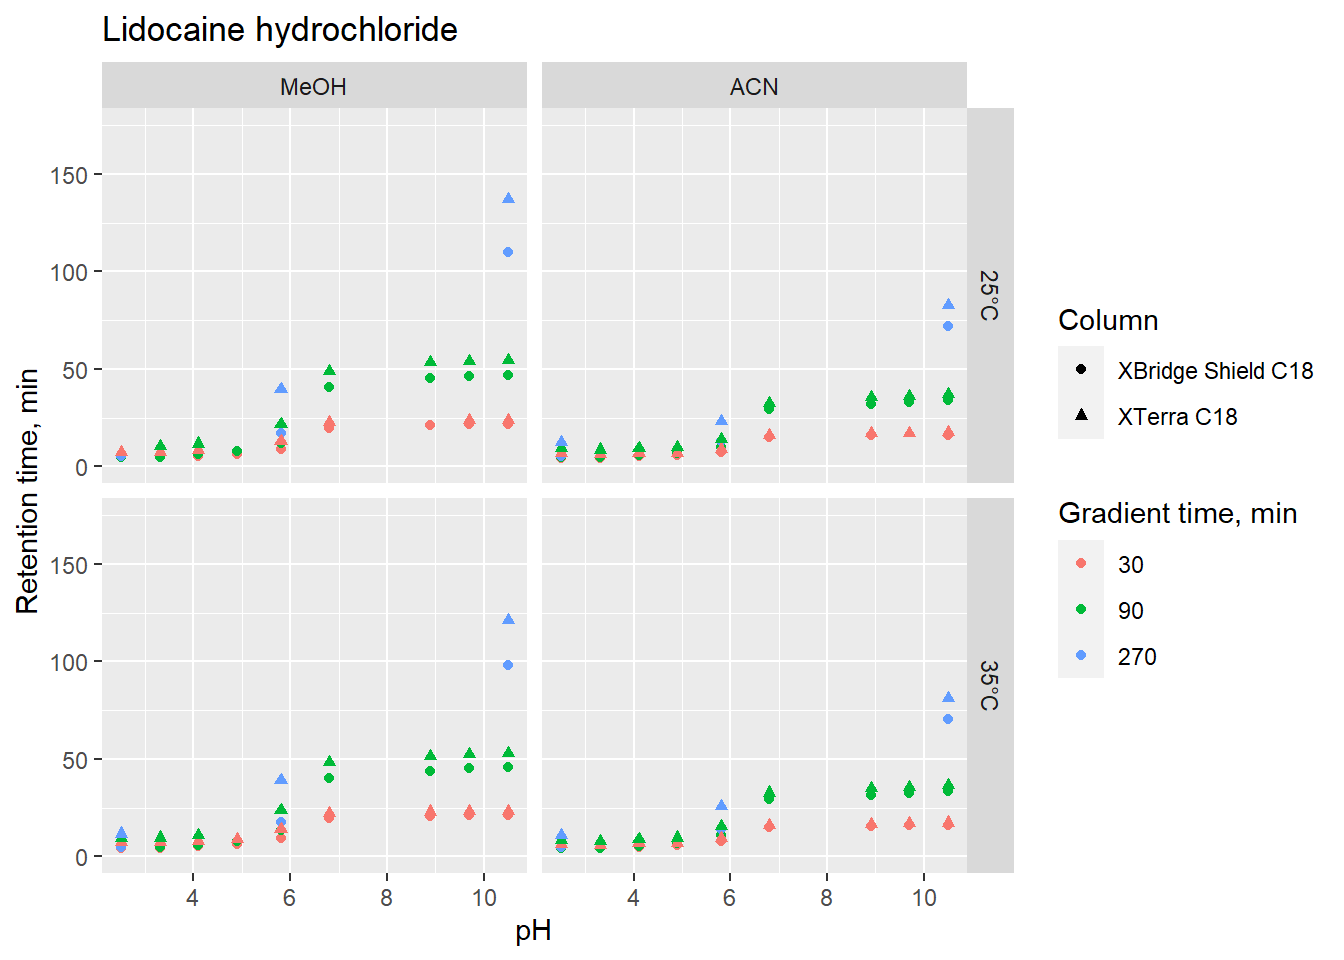 Lidocaine hydrochloride
MeOH
ACN
150
100
50
0
25°C
150
100
50
0
35°C
4
6
8
10
4
6
8
10
pH
Retention time, min
Column
XBridge Shield C18
XTerra C18
Gradient time, min
30
90
270